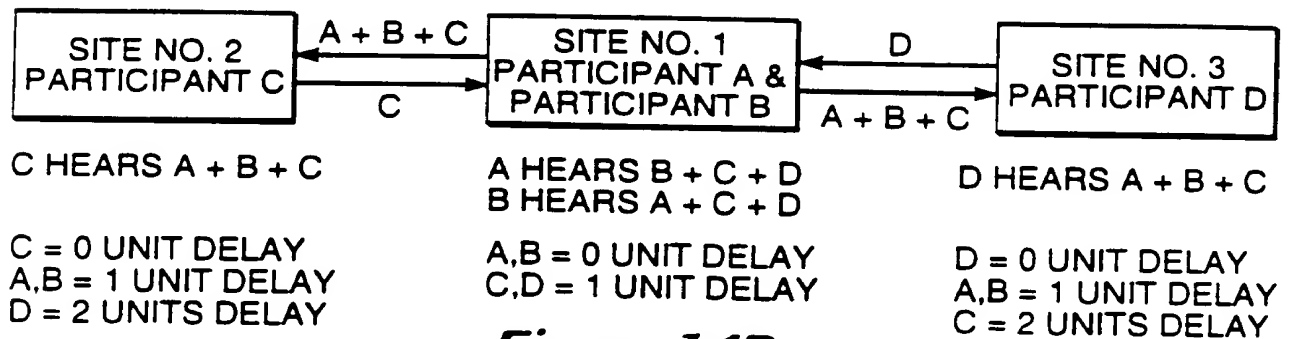 SITE NO. 2
PARTICIPANT C
A + B + C
C
SITE NO. 1
PARTICIPANT A &
PARTICIPANT B
D
A + B + C
SITE NO. 3
PARTICIPANT D
C HEARS A + B + C
C = 0 UNIT DELAY
A,B = 1 UNIT DELAY
D = 2 UNITS DELAY
A HEARS B + C + D
B HEARS A + C + D
A,B = 0 UNIT DELAY
C,D = 1 UNIT DELAY
D HEARS A + B + C
D = 0 UNIT DELAY
A,B = 1 UNIT DELAY
C = 2 UNITS DELAY